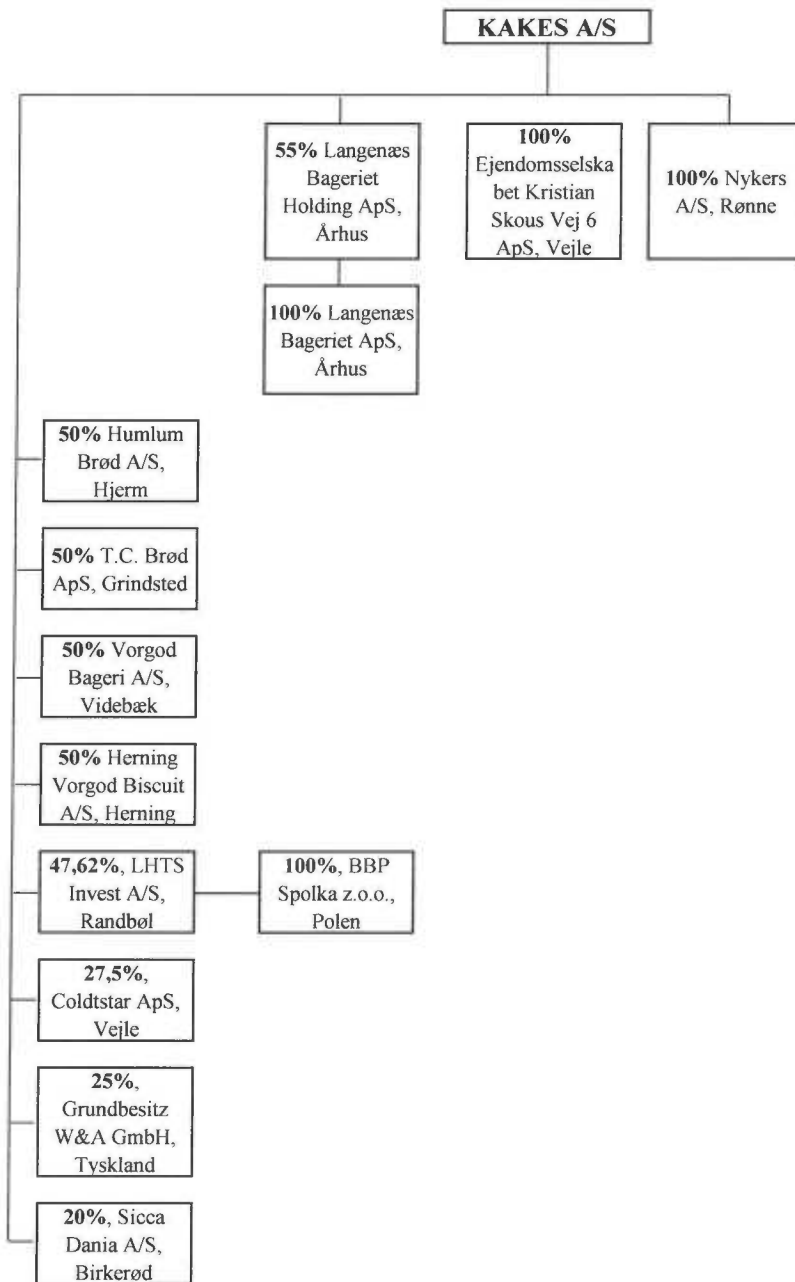 KAKES A/S
55% Langenæs
Bageriet
Holding ApS,
Århus
100%
Ejendomsselska
bet Kristian
Skous Vej 6
ApS, Vejle
100% Nykers
A/S, Rønne
100% Langenæs
Bageriet ApS,
Århus
50% Humlum
Brød A/S,
Hjerm
50% T.C. Brød
ApS, Grindsted
50% Vorgod
Bageri A/S,
Videbæk
50% Herning
Vorgod Biscuit
A/S, Herning
47,62%, LHTS
Invest A/S,
Randbøl
100%, BBP
Spolka z.o.o.,
Polen
27,5%,
Coldtstar ApS,
Vejle
25%,
Grundbesitz
W&A GmbH,
Tyskland
20%, Sicca
Dania A/S,
Birkerød